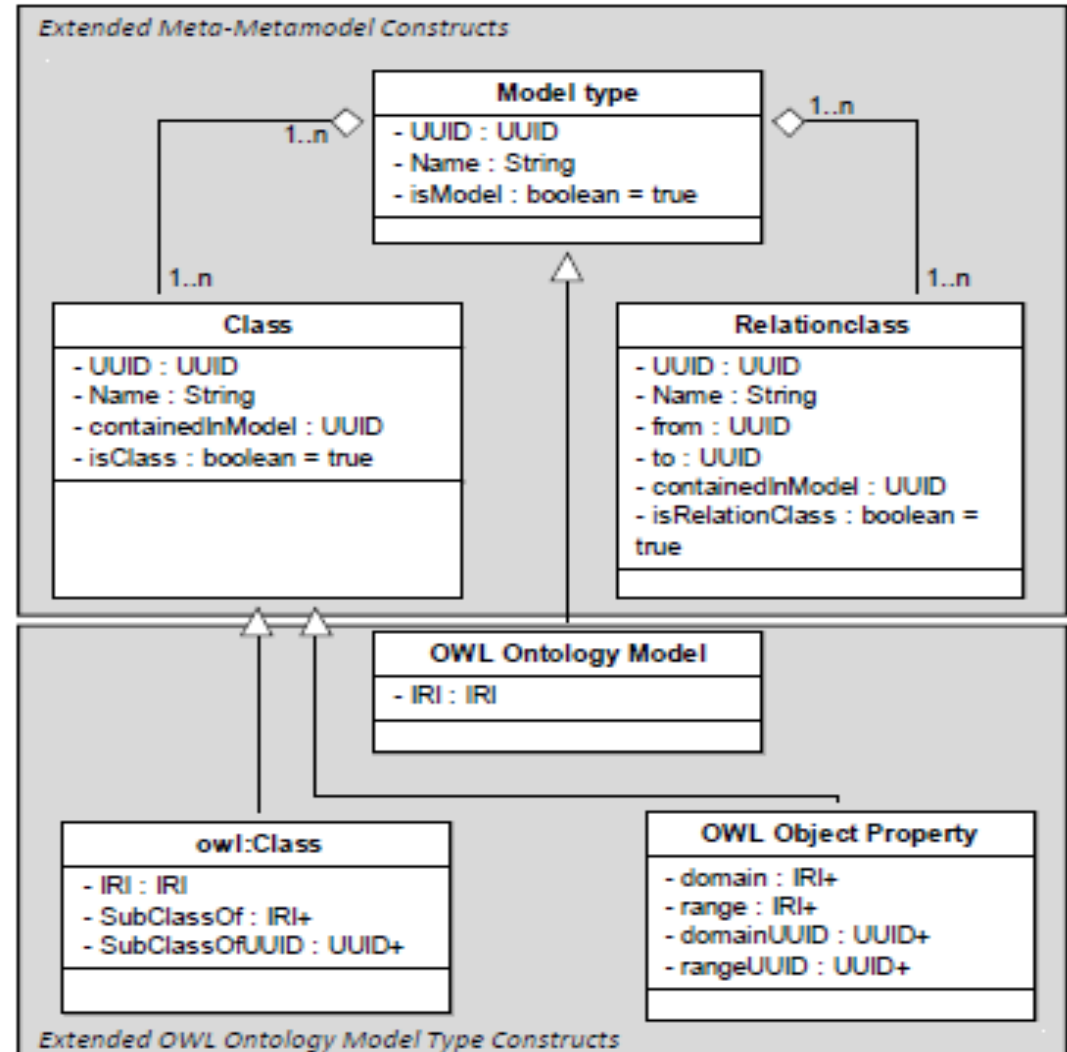 Extended Meta-Metamodel Constructs
Model type
- UUID : UUID
- Name : String
- isModel : boolean = true
1..n
1..n
1..n
1..n
Class
- UUID : UUID
- Name : String
- containedInModel : UUID
- isClass : boolean = true
Relationclass
- UUID : UUID
- Name : String
- from : UUID
- to : UUID
- containedInModel : UUID
- isRelationClass : boolean =
true
OWL Ontology Model
- IRI : IRI
owl:Class
- IRI : IRI
- SubClassOf : IRI+
- SubClassOfUUID : UUID+
OWL Object Property
- domain : IRI+
- range : IRI+
- domainUUID : UUID+
- rangeUUID : UUID+
Extended OWL Ontology Model Type Constructs